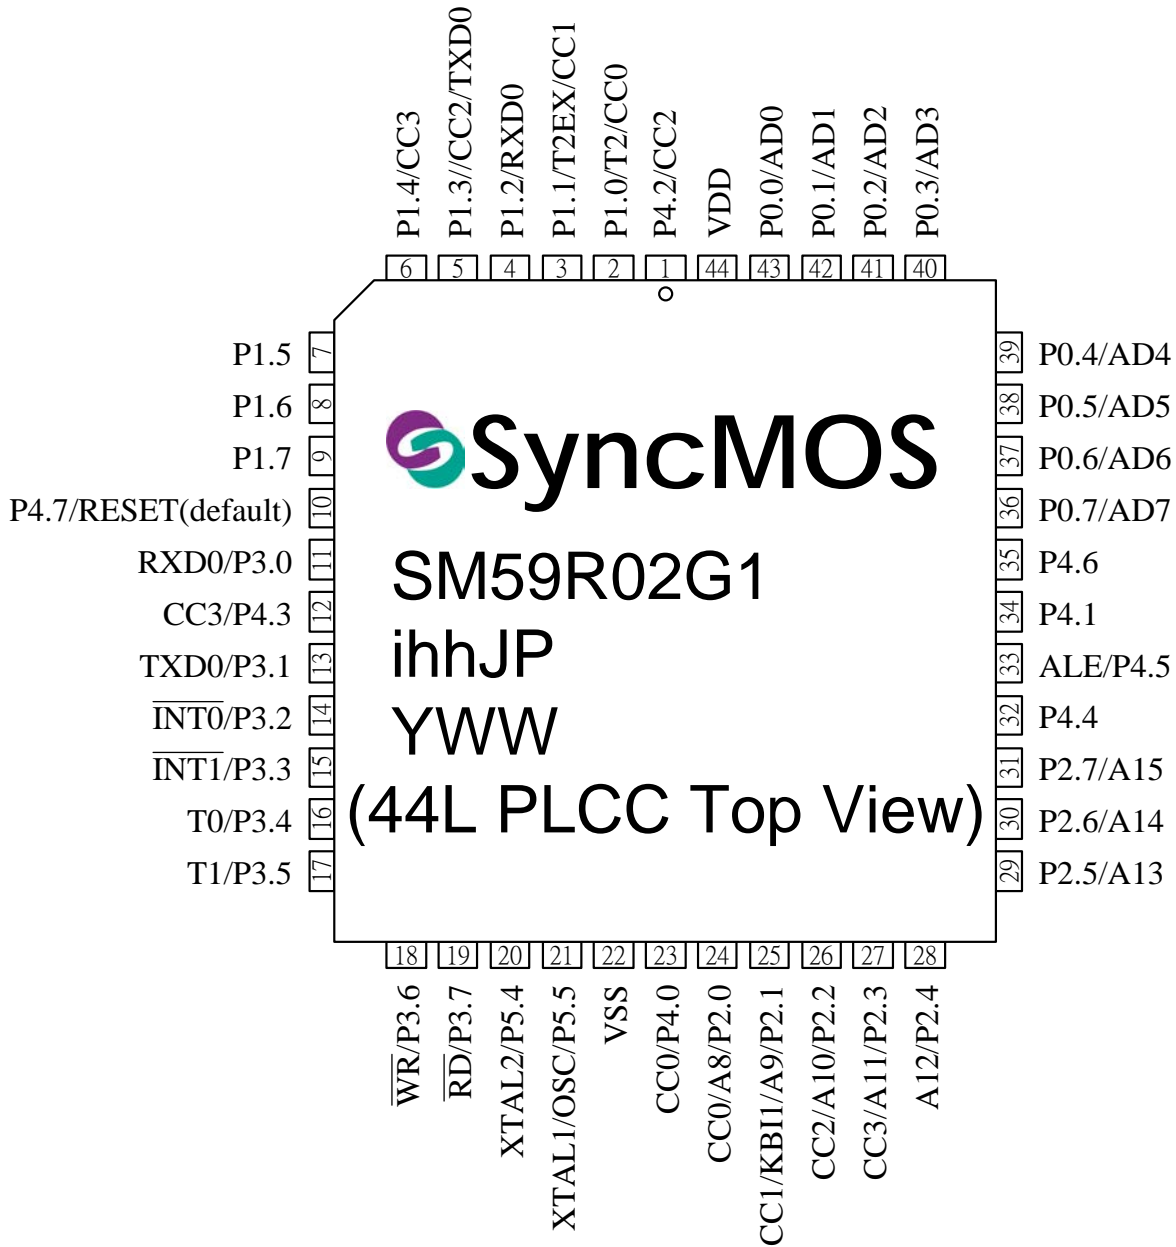 P1.4/CC3
P1.3//CC2/TXD0
P1.2/RXD0
P1.1/T2EX/CC1
P1.0/T2/CC0
P4.2/CC2
VDD
P0.0/AD0
P0.1/AD1
P0.2/AD2
P0.3/AD3
6 5 4 3 2 1 44 43 42 41 40
P1.5 7
P1.6 8
P1.7 9
P4.7/RESET(default) 10
RXD0/P3.0 11
CC3/P4.3 12
TXD0/P3.1 13
INT0/P3.2 14
INT1/P3.3 15
T0/P3.4 16
T1/P3.5 17
SyncMOS
SM59R02G1
ihhJP
YWW
(44L PLCC Top View)
39 P0.4/AD4
38 P0.5/AD5
37 P0.6/AD6
36 P0.7/AD7
35 P4.6
34 P4.1
33 ALE/P4.5
32 P4.4
31 P2.7/A15
30 P2.6/A14
29 P2.5/A13
18 19 20 21 22 23 24 25 26 27 28
WR/P3.6
RD/P3.7
XTAL2/P5.4
XTAL1/OSC/P5.5
VSS
CC0/P4.0
CC0/A8/P2.0
CC1/KBI1/A9/P2.1
CC2/A10/P2.2
CC3/A11/P2.3
A12/P2.4